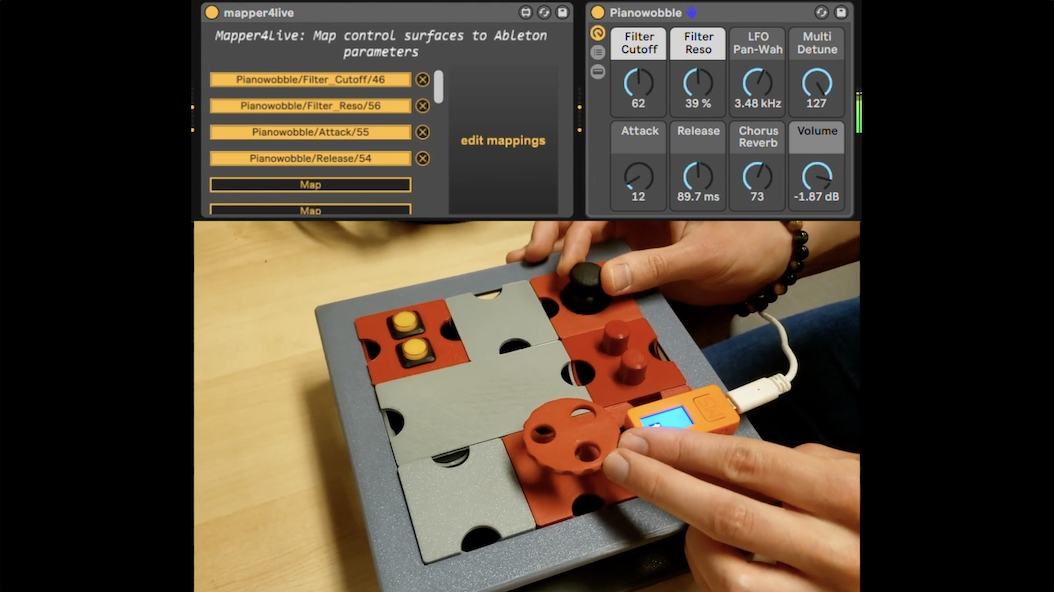 mapper4live
Mapper4Live: Map control surfaces to Ableton
parameters
Pianowobble/Filter_Cutoff/46
Pianowobble/Filter_Reso/56
Pianowobble/Attack/55
Pianowobble/Release/54
Map
Map
edit mappings
Pianowobble
Filter
Cutoff
62
Filter
Reso
39 %
LFO
Pan-Wah
3.48 kHz
Multi
Detune
127
Attack
12
Release
89.7 ms
Chorus
Reverb
73
Volume
-1.87 dB